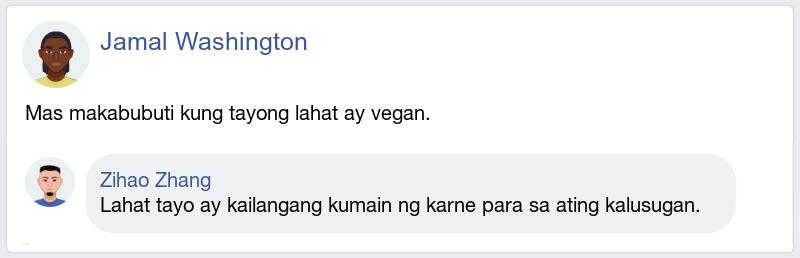 Jamal Washington
Mas makabubuti kung tayong lahat ay vegan.
Zihao Zhang
Lahat tayo ay kailangang kumain ng karne para sa ating kalusugan.